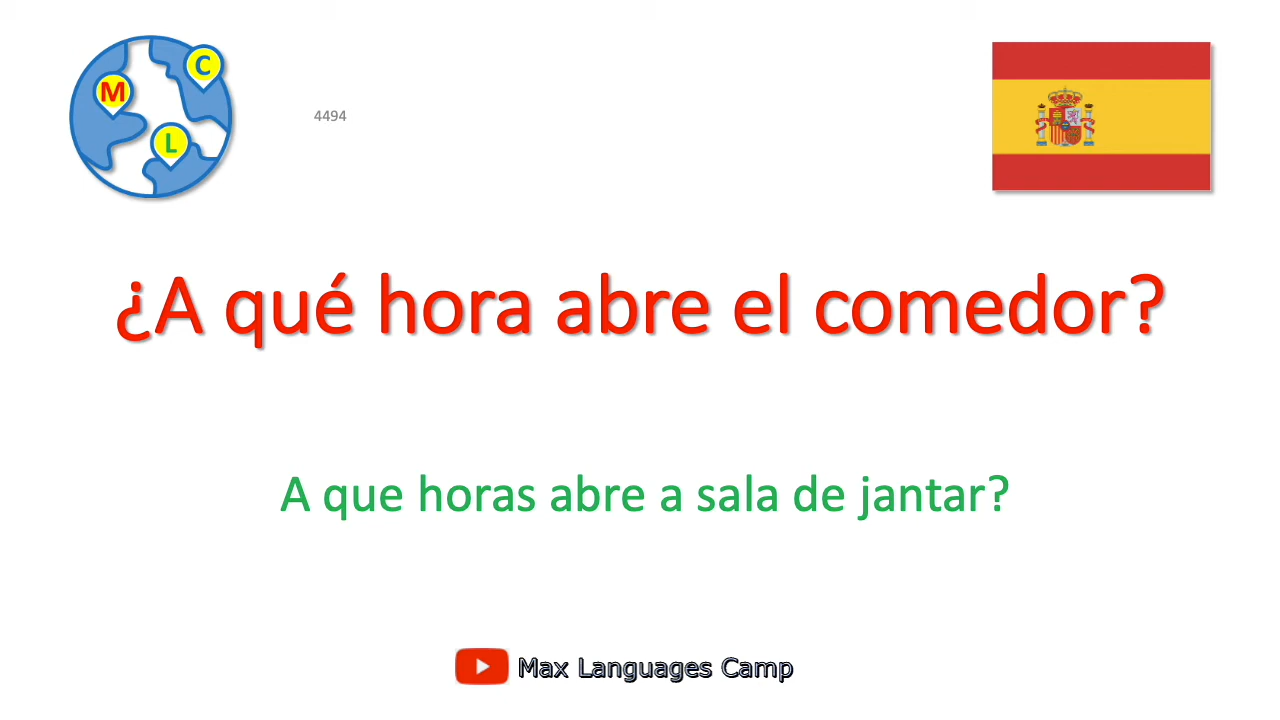 M
C
L
4494
¿A qué hora abre el comedor?
A que horas abre a sala de jantar?
Max Languages Camp